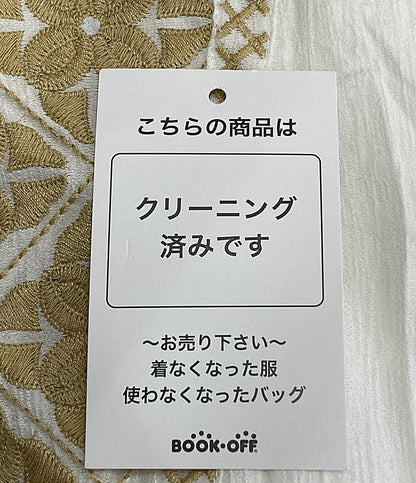 こちらの商品は
クリーニング
済みです
～お売り下さい～
着なくなった服
使わなくなったバッグ
BOOK・OFF